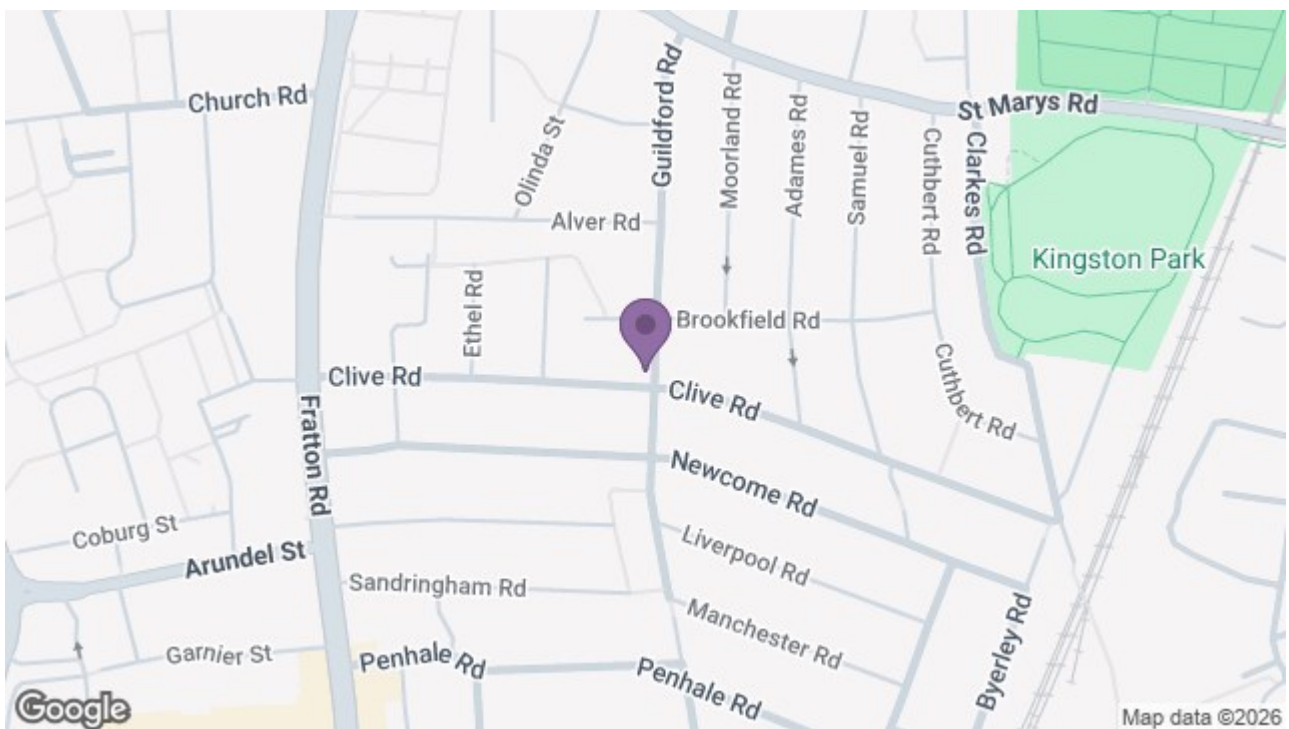 Church Rd
Guildford Rd
Olinda St
Moorland Rd
Adames Rd
Samuel Rd
Cuthbert Rd
Clarkes Rd
St Marys Rd
Alver Rd
Kingston Park
Ethel Rd
Brookfield Rd
Clive Rd
Clive Rd
Cuthbert Rd
Fratton Rd
Newcome Rd
Coburg St
Arundel St
Liverpool Rd
Sandringham Rd
Manchester Rd
Byerley Rd
Garnier St
Penhale Rd
Penhale Rd
Google
Map data ©2026